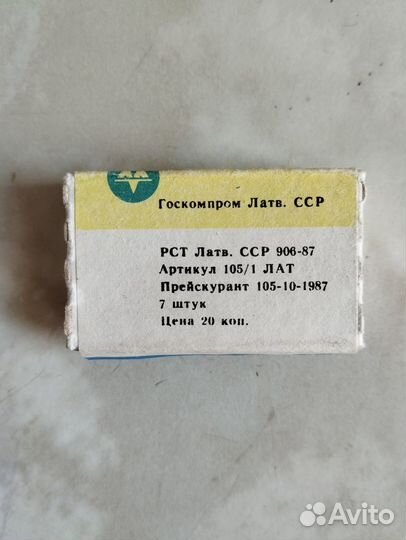 Госкомпром Латв. ССР
РСТ Латв. ССР 906-87
Артикул 105/1 ЛАТ
Прейскурант 105-10-1987
7 штук
Цена 20 коп.
Avito